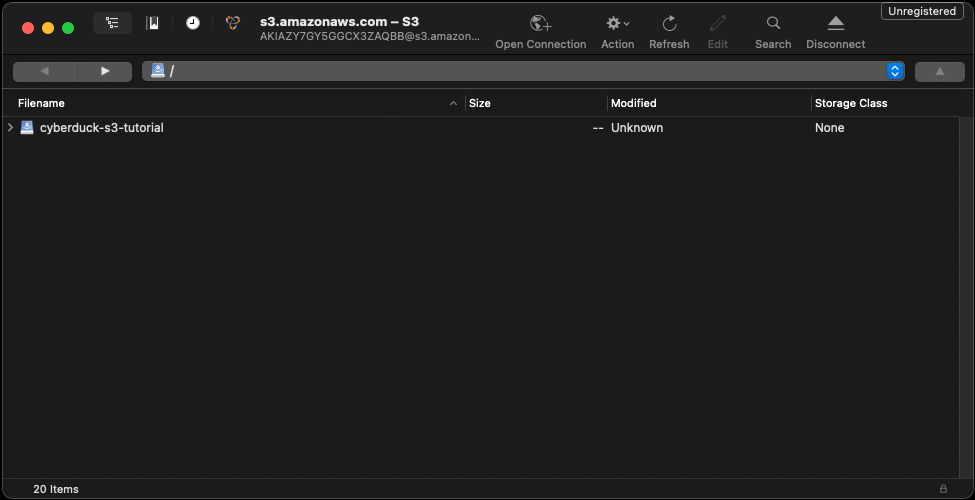 Unregistered
s3.amazonaws.com – S3
AKIAZY7GY5GGCX3ZAQBB@s3.amazon...
Open Connection Action Refresh Edit Search Disconnect
/
Filename Size Modified Storage Class
cyberduck-s3-tutorial -- Unknown None
20 Items